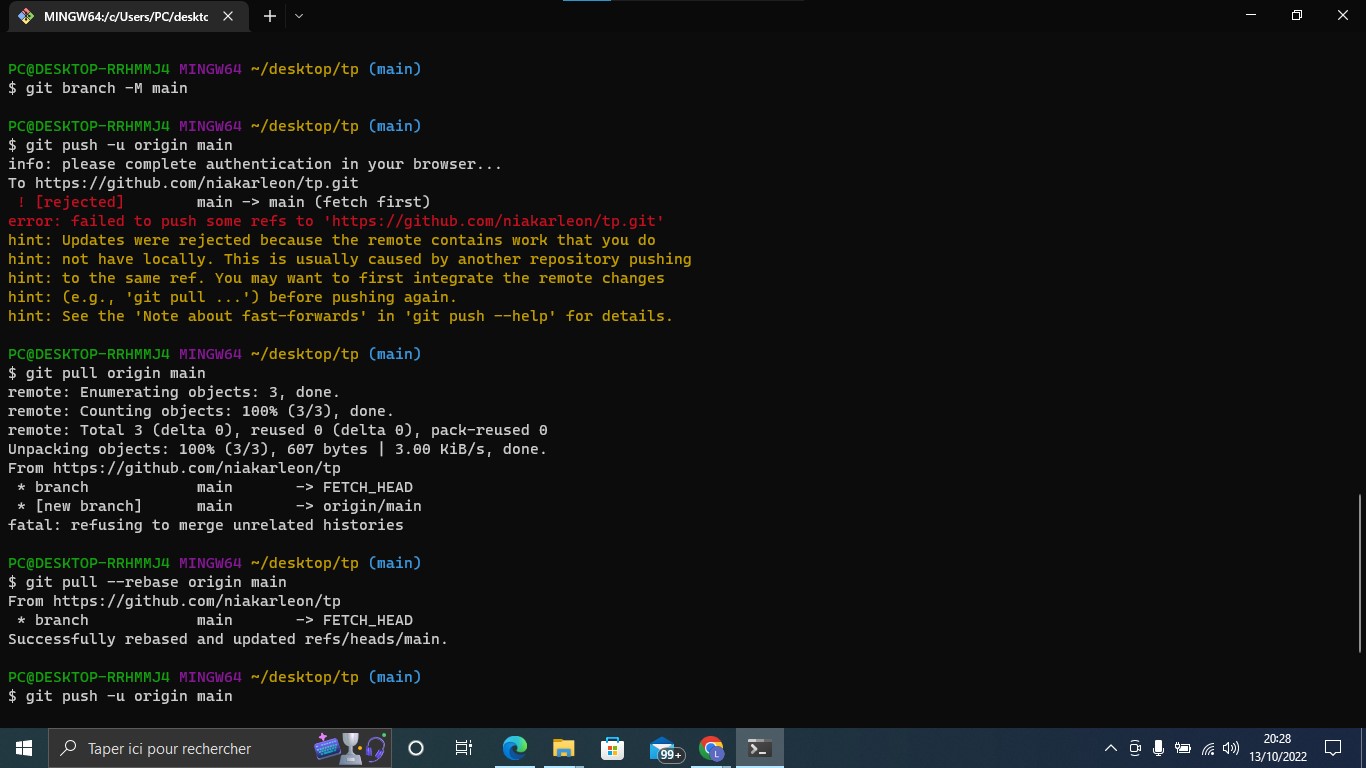 MINGW64:/c/Users/PC/desktc
PC@DESKTOP-RRHMMJ4 MINGW64 ~/desktop/tp (main)
$ git branch -M main
PC@DESKTOP-RRHMMJ4 MINGW64 ~/desktop/tp (main)
$ git push -u origin main
info: please complete authentication in your browser...
To https://github.com/niakarleon/tp.git
! [rejected] main -> main (fetch first)
error: failed to push some refs to 'https://github.com/niakarleon/tp.git'
hint: Updates were rejected because the remote contains work that you do
hint: not have locally. This is usually caused by another repository pushing
hint: to the same ref. You may want to first integrate the remote changes
hint: (e.g., 'git pull ...') before pushing again.
hint: See the 'Note about fast-forwards' in 'git push --help' for details.
PC@DESKTOP-RRHMMJ4 MINGW64 ~/desktop/tp (main)
$ git pull origin main
remote: Enumerating objects: 3, done.
remote: Counting objects: 100% (3/3), done.
remote: Total 3 (delta 0), reused 0 (delta 0), pack-reused 0
Unpacking objects: 100% (3/3), 607 bytes | 3.00 KiB/s, done.
From https://github.com/niakarleon/tp
* branch main -> FETCH_HEAD
* [new branch] main -> origin/main
fatal: refusing to merge unrelated histories
PC@DESKTOP-RRHMMJ4 MINGW64 ~/desktop/tp (main)
$ git pull --rebase origin main
From https://github.com/niakarleon/tp
* branch main -> FETCH_HEAD
Successfully rebased and updated refs/heads/main.
PC@DESKTOP-RRHMMJ4 MINGW64 ~/desktop/tp (main)
$ git push -u origin main
Taper ici pour rechercher
99+
L
20:28
13/10/2022